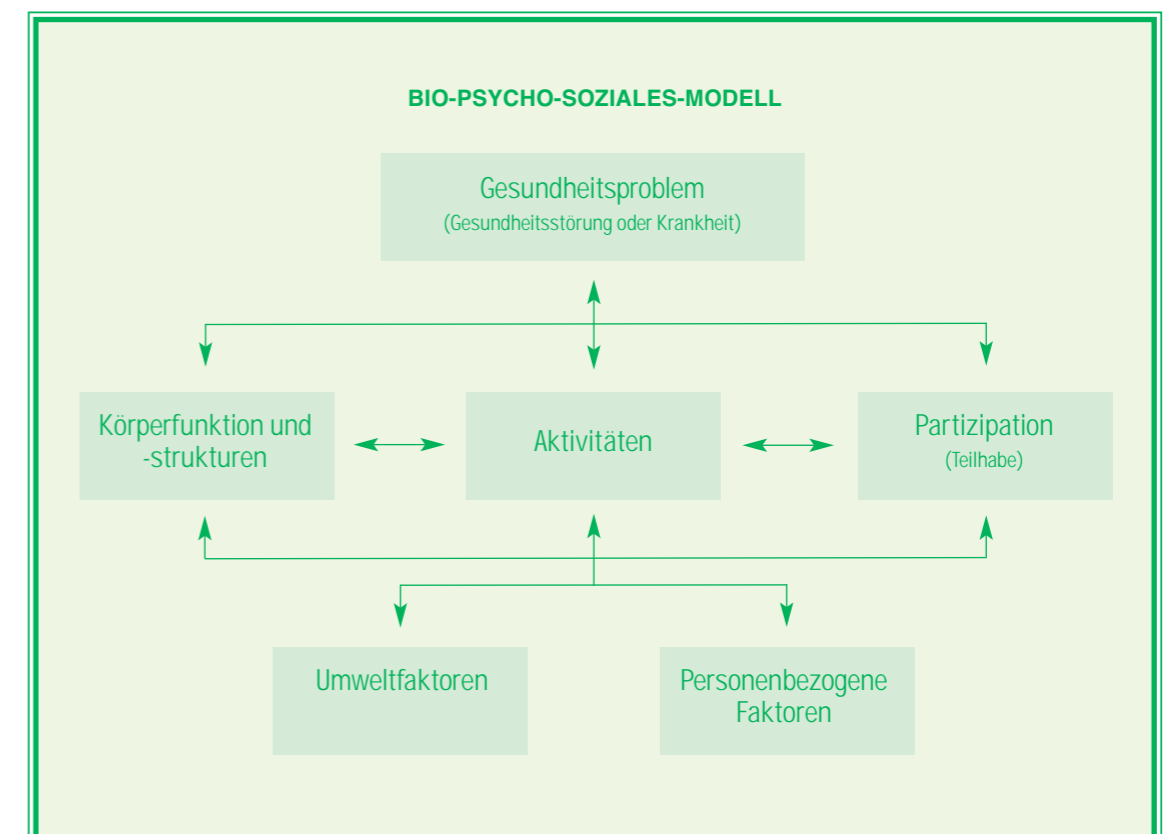 BIO-PSYCHO-SOZIALES-MODELL
Gesundheitsproblem
(Gesundheitsstörung oder Krankheit)
Körperfunktion und
-strukturen
Aktivitäten
Partizipation
(Teilhabe)
Umweltfaktoren
Personenbezogene
Faktoren